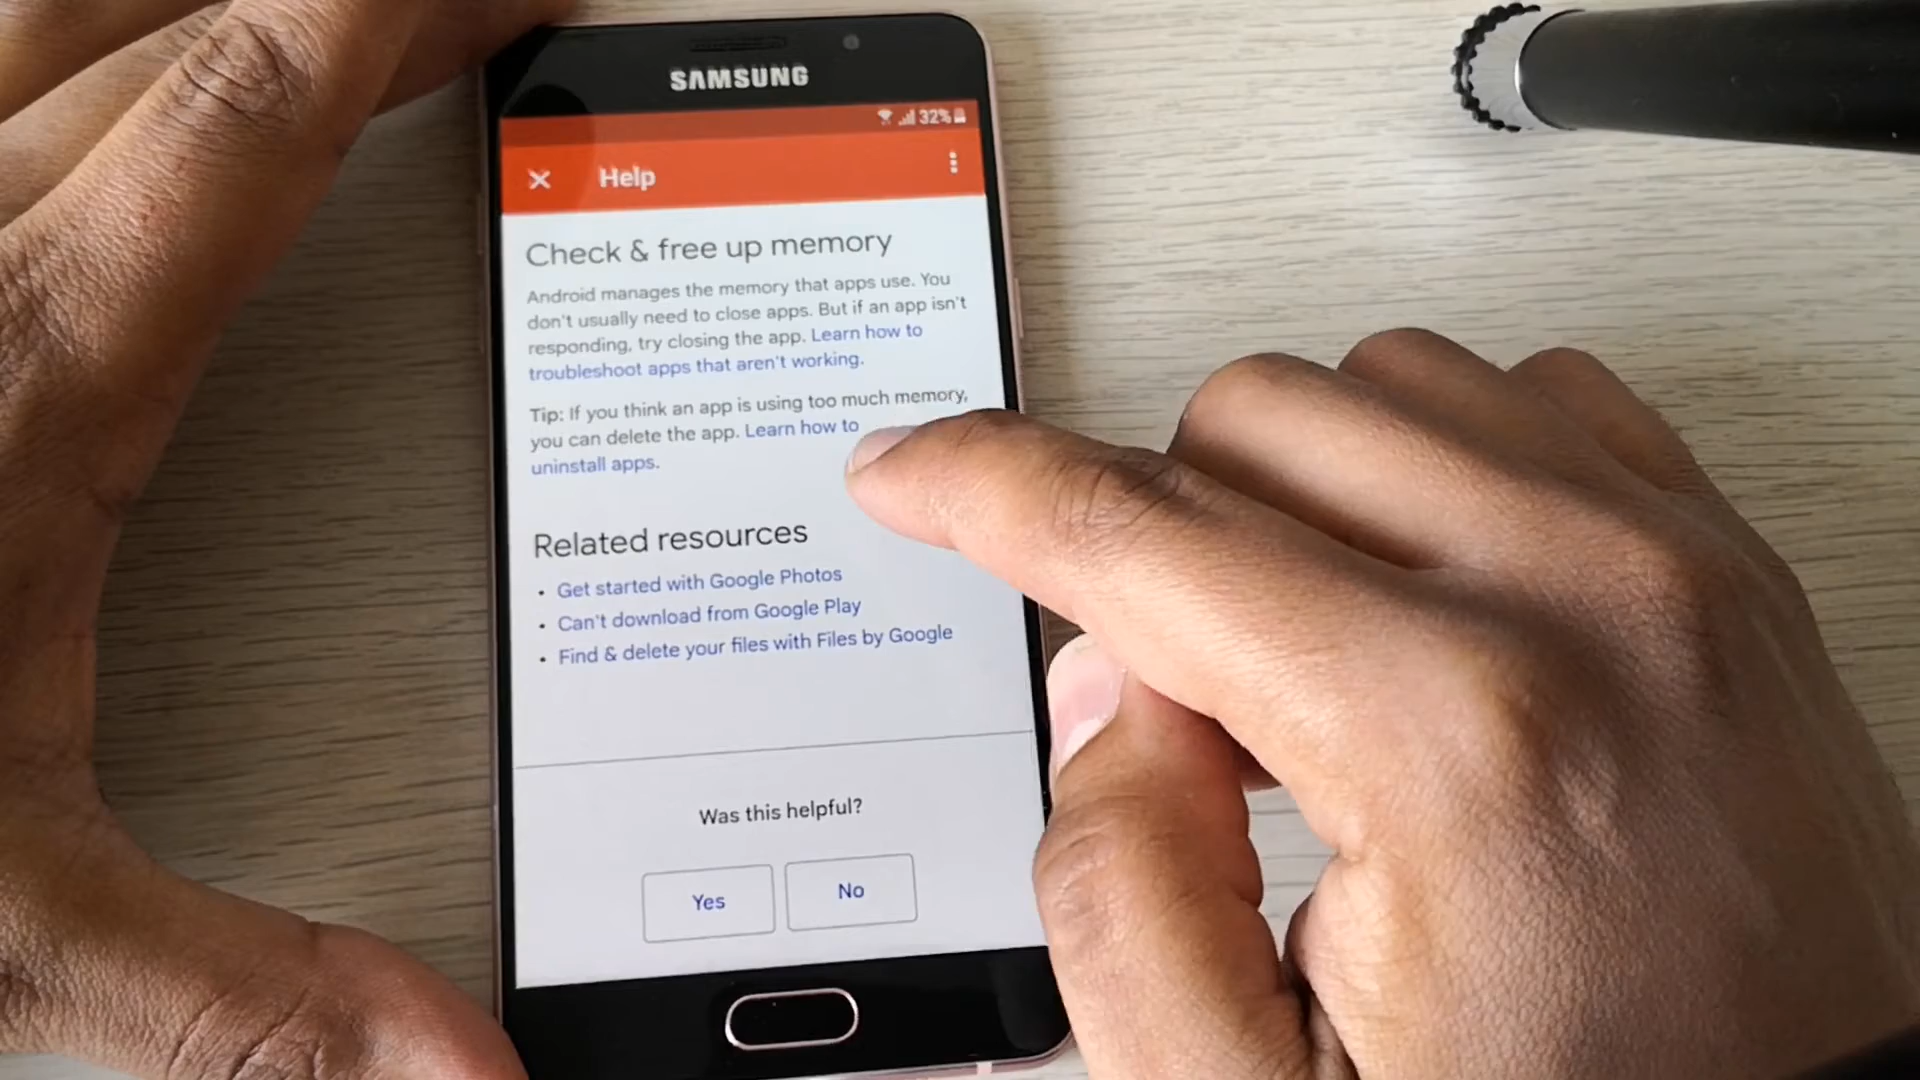 SAMSUNG
32%
Help
Check & free up memory
Android manages the memory that apps use. You
don't usually need to close apps. But if an app isn't
responding, try closing the app. Learn how to
troubleshoot apps that aren't working.
Tip: If you think an app is using too much memory,
you can delete the app. Learn how to
uninstall apps.
Related resources
• Get started with Google Photos
• Can't download from Google Play
• Find & delete your files with Files by Google
Was this helpful?
Yes
No